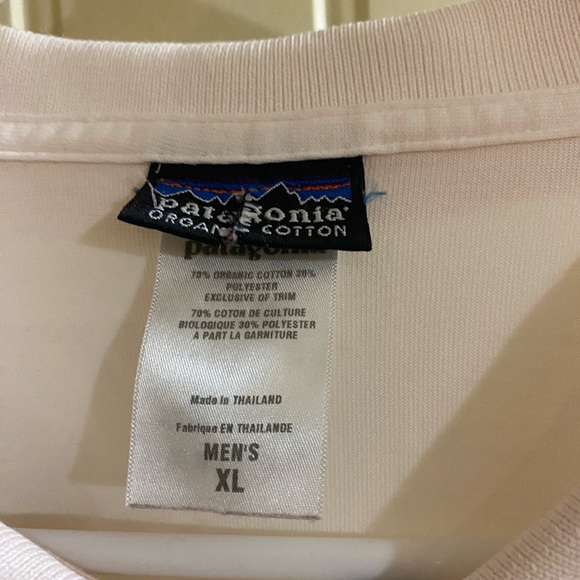 patagonia
ORGANIC COTTON
patagonia
70% ORGANIC COTTON 30%
POLYESTER
EXCLUSIVE OF TRIM
70% COTON DE CULTURE
BIOLOGIQUE 30% POLYESTER
A PART LA GARNITURE
Made in THAILAND
Fabrique EN THAILANDE
MEN'S
XL